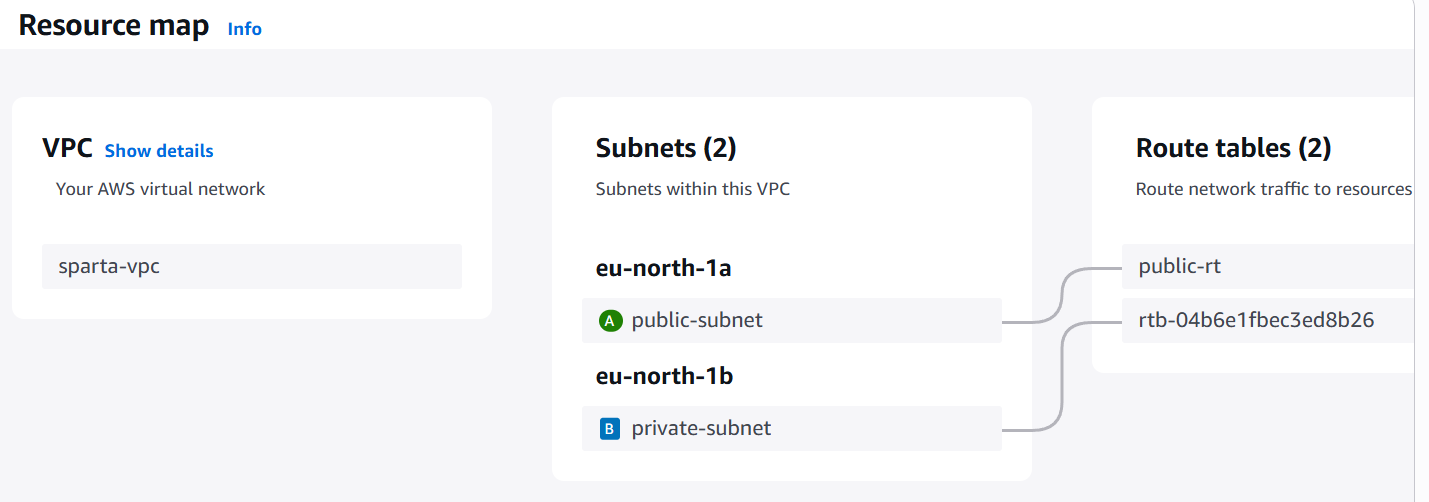 Resource map Info
VPC Show details
Your AWS virtual network
sparta-vpc
Subnets (2)
Subnets within this VPC
eu-north-1a
A public-subnet
eu-north-1b
B private-subnet
Route tables (2)
Route network traffic to resources
public-rt
rtb-04b6e1fbec3ed8b26